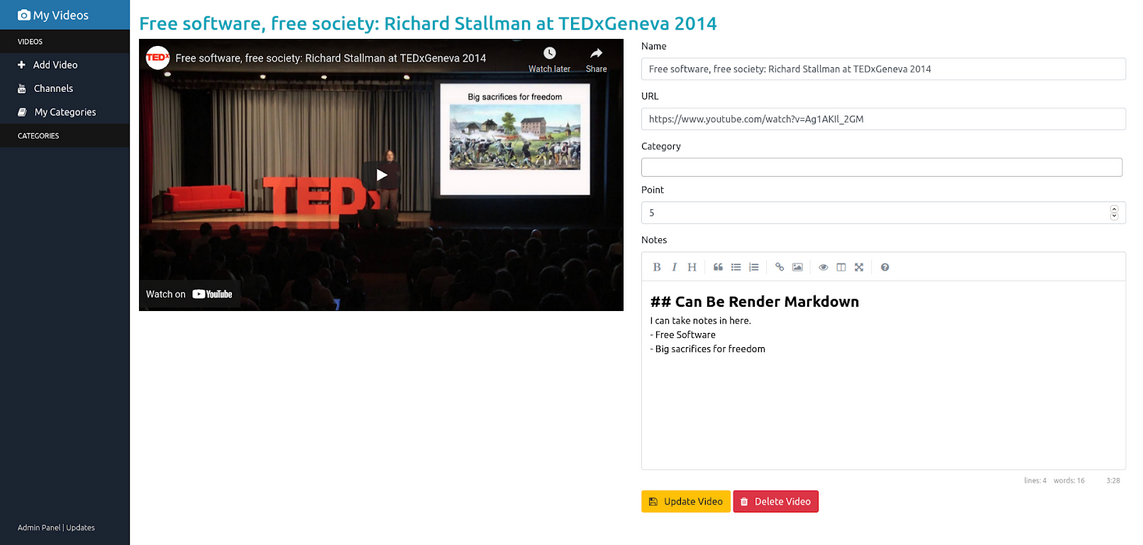 My Videos
VIDEOS
Add Video
Channels
My Categories
CATEGORIES
Admin Panel | Updates
Free software, free society: Richard Stallman at TEDxGeneva 2014
TEDx
Free software, free society: Richard Stallman at TEDxGeneva 2014
Watch later
Share
Big sacrifices for freedom
TEDx
Watch on YouTube
Name
Free software, free society: Richard Stallman at TEDxGeneva 2014
URL
https://www.youtube.com/watch?v=Ag1AKIl_2GM
Category
Point
5
Notes
B I H
## Can Be Render Markdown
I can take notes in here.
- Free Software
- Big sacrifices for freedom
lines: 4 words: 16 3:28
Update Video
Delete Video